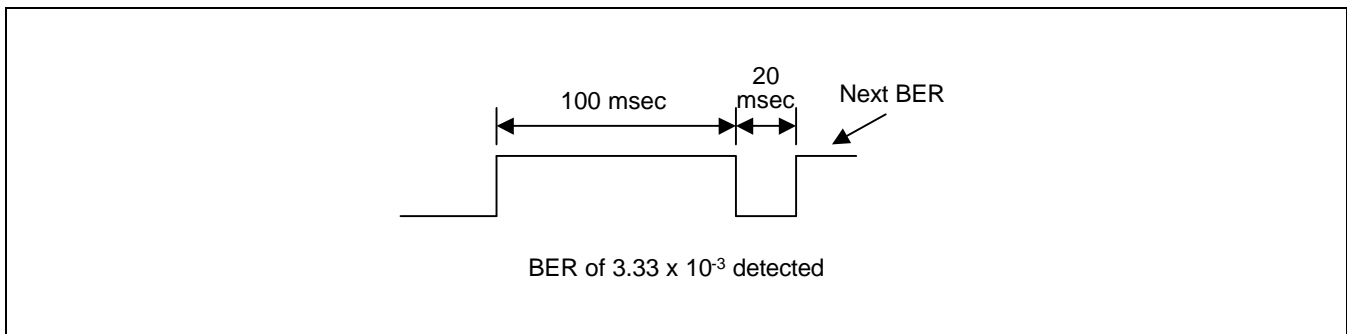 20
msec
100 msec
Next BER
BER of 3.33 x 10⁻³ detected